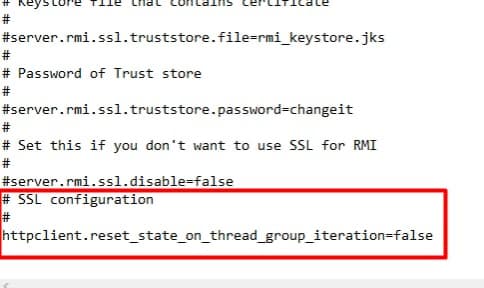 # Keystore file that contains certificate
#
#server.rmi.ssl.truststore.file=rmi_keystore.jks
#
# Password of Trust store
#
#server.rmi.ssl.truststore.password=changeit
#
# Set this if you don't want to use SSL for RMI
#
#server.rmi.ssl.disable=false
# SSL configuration
#
httpclient.reset_state_on_thread_group_iteration=false